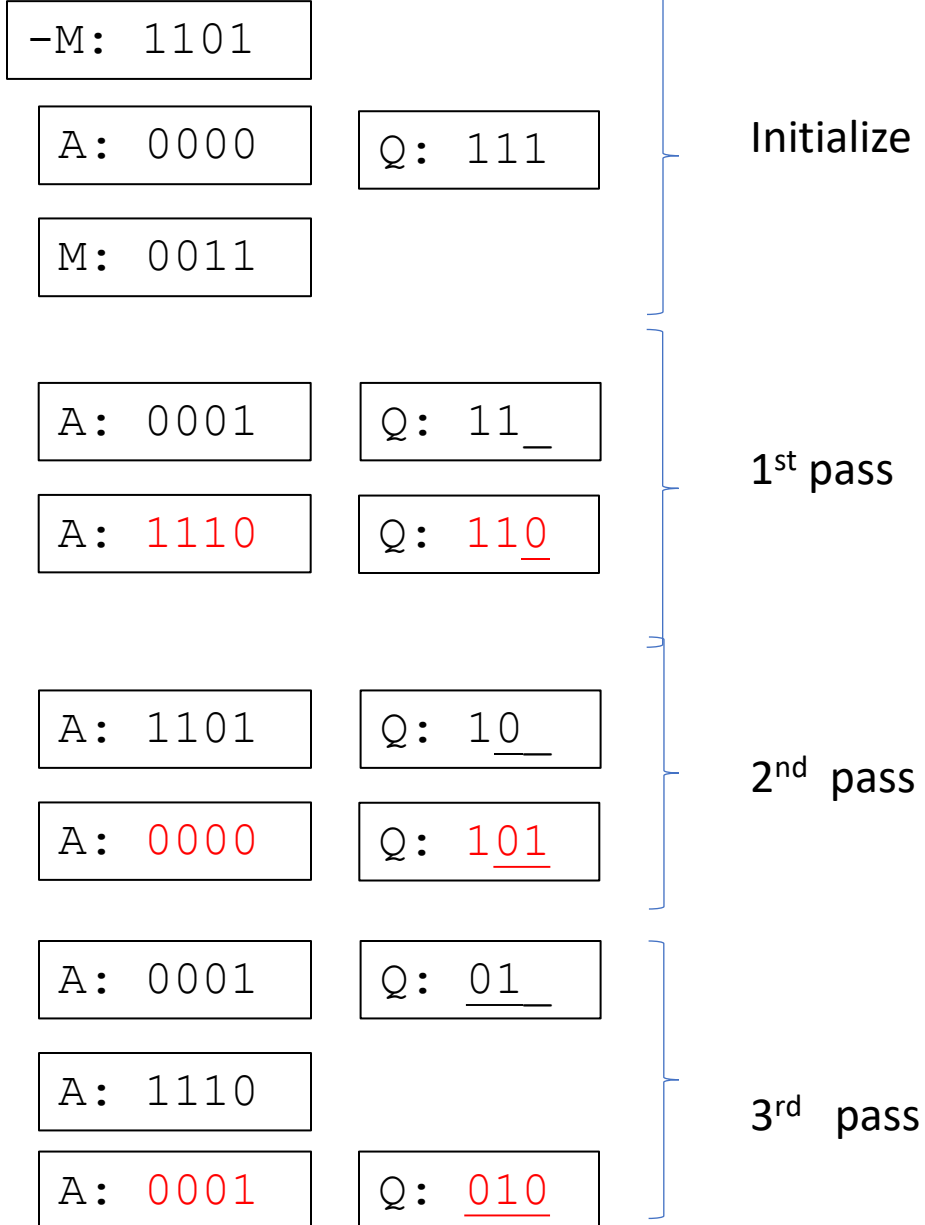 -M: 1101
A: 0000 Q: 111
Initialize
M: 0011
A: 0001 Q: 11_
1st pass
A: 1110 Q: 110
A: 1101 Q: 10_
2nd pass
A: 0000 Q: 101
A: 0001 Q: 01_
A: 1110
3rd pass
A: 0001 Q: 010